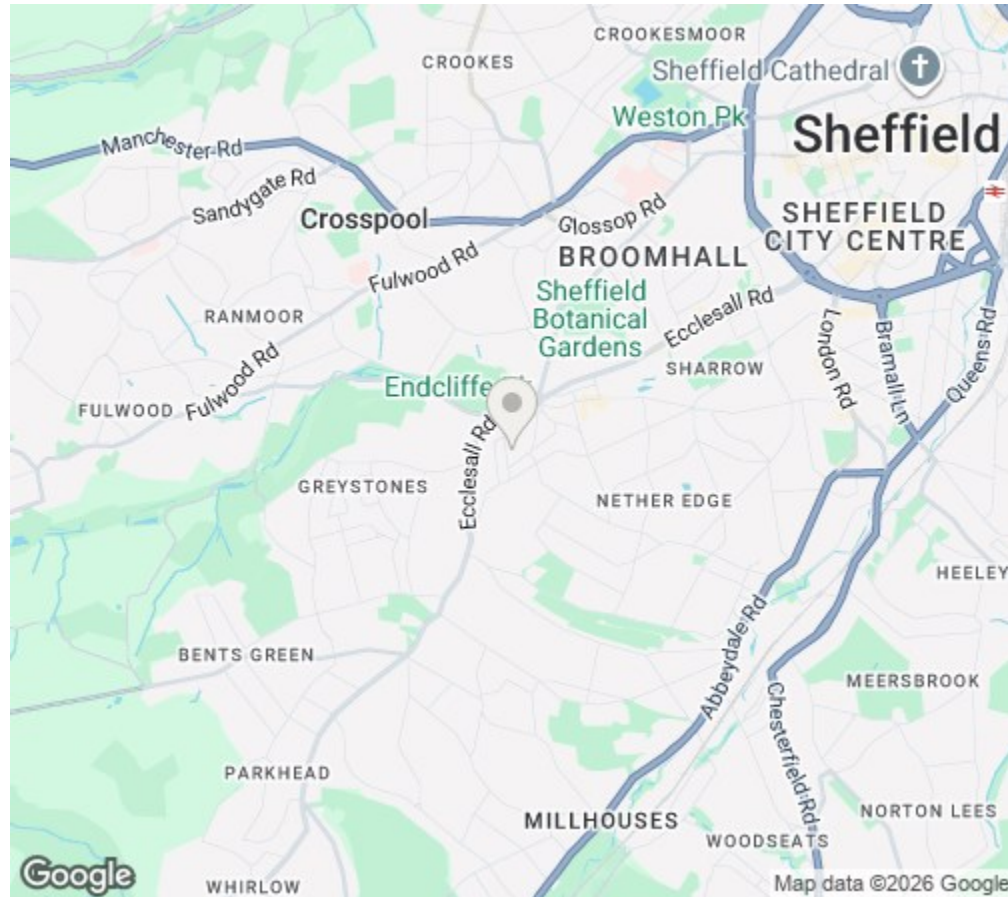 CROOKESMOOR
CROOKES
Sheffield Cathedral
Weston Pk
Manchester Rd
Sheffield
Sandygate Rd
Crosspool
Glossop Rd
SHEFFIELD
CITY CENTRE
BROOMHALL
Fulwood Rd
Sheffield
Botanical
Gardens
Ecclesall Rd
RANMOOR
London Rd
Bramall Ln
Queens Rd
SHARROW
Fulwood Rd
Endcliffe
FULWOOD
Ecclesall Rd
GREYSTONES
NETHER EDGE
HEELEY
Abbeydale Rd
BENTS GREEN
MEERSBROOK
Chesterfield Rd
PARKHEAD
MILLHOUSES
NORTON LEES
WOODSEATS
Google
WHIRLOW
Map data ©2026 Google